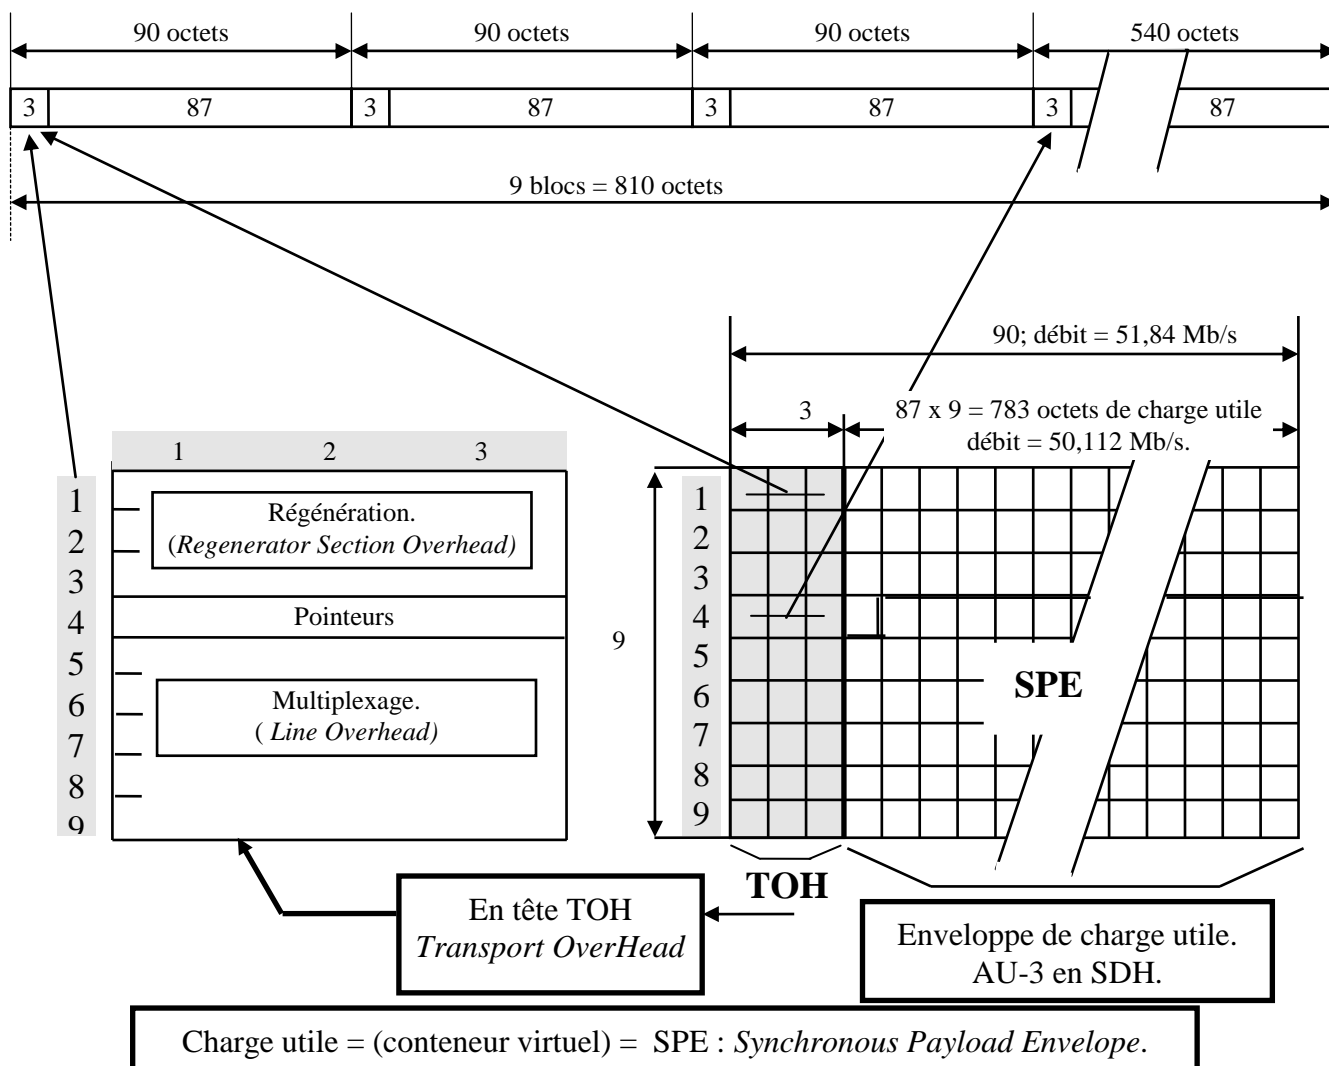 90 octets 90 octets 90 octets 540 octets
3 87 3 87 3 87 3 87
9 blocs = 810 octets
90; débit = 51,84 Mb/s
3 87 x 9 = 783 octets de charge utile
débit = 50,112 Mb/s.
1 2 3
1
2
3
4
5
6
7
8
9
Régénération.
(Regenerator Section Overhead)
Pointeurs
Multiplexage.
( Line Overhead)
9
1
2
3
4
5
6
7
8
9
SPE
TOH
En tête TOH
Transport OverHead
Enveloppe de charge utile.
AU-3 en SDH.
Charge utile = (conteneur virtuel) = SPE : Synchronous Payload Envelope.